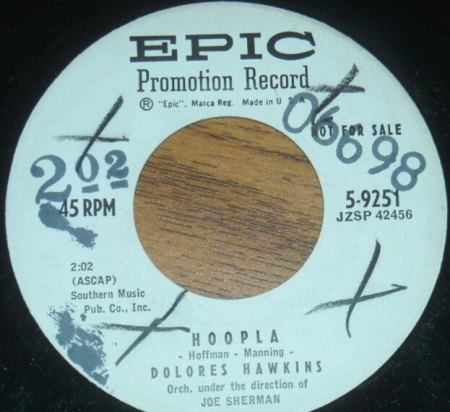 EPIC
Promotion Record
® "Epic", Marca Reg. Made in U S A
06698
NOT FOR SALE
2 02
45 RPM
5-9251
JZSP 42456
2:02
(ASCAP)
Southern Music
Pub. Co., Inc.
HOOPLA
- Hoffman - Manning -
DOLORES HAWKINS
Orch. under the direction of
JOE SHERMAN